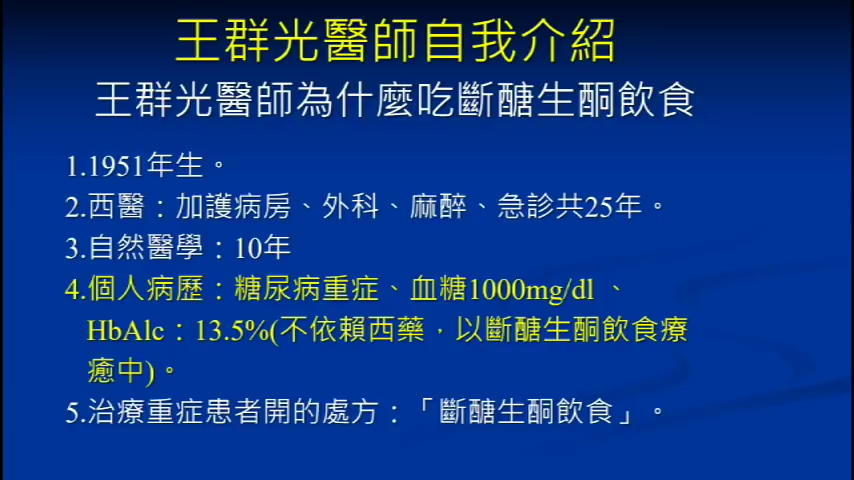 王群光醫師自我介紹
王群光醫師為什麼吃斷醣生酮飲食
1.1951年生。
2.西醫：加護病房、外科、麻醉、急診共25年。
3.自然醫學：10年
4.個人病歷：糖尿病重症、血糖1000mg/dl 、
HbAlc：13.5%(不依賴西藥，以斷醣生酮飲食療
癒中)。
5.治療重症患者開的處方：「斷醣生酮飲食」。